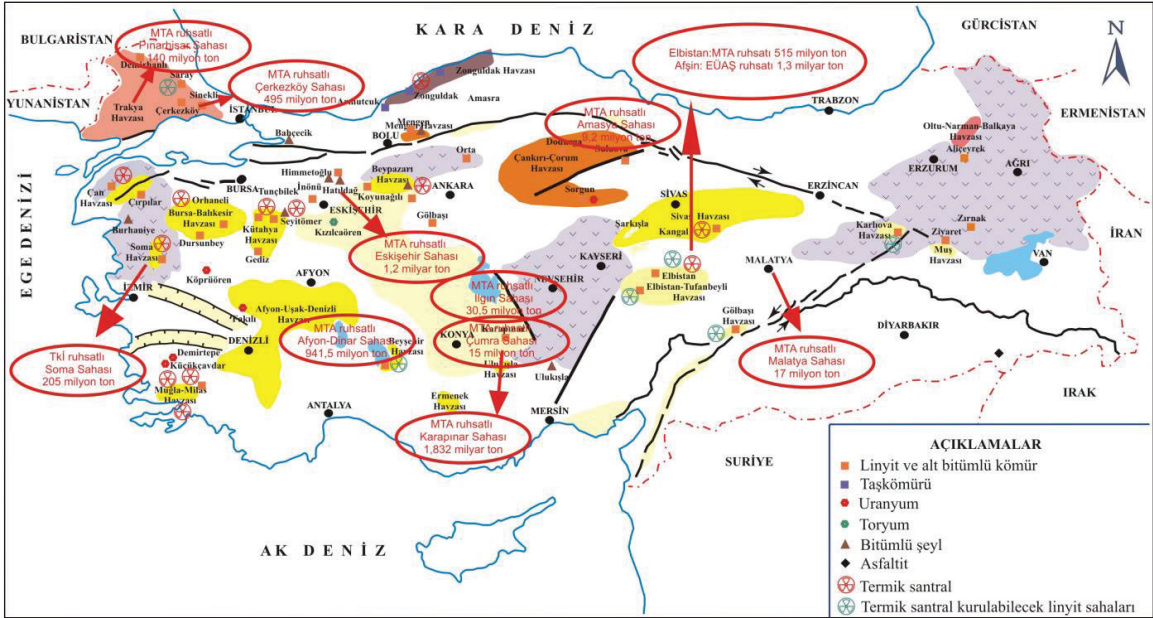 KARA DENİZ
GÜRCİSTAN
BULGARİSTAN
YUNANİSTAN
ERMENİSTAN
İRAN
IRAK
SURİYE
AK DENİZ
EGE DENİZİ
N
MTA ruhsatlı
Pınarhisar Sahası
140 milyon ton
MTA ruhsatlı
Çerkezköy Sahası
495 milyon ton
Elbistan:MTA ruhsatı 515 milyon ton
Afşin: EÜAŞ ruhsatı 1,3 milyar ton
MTA ruhsatlı
Amasya Sahası
9,2 milyon ton
MTA ruhsatlı
Eskişehir Sahası
1,2 milyar ton
MTA ruhsatlı
Ilgın Sahası
30,5 milyon ton
MTA ruhsatlı
Çumra Sahası
15 milyon ton
MTA ruhsatlı
Afyon-Dinar Sahası
941,5 milyon ton
MTA ruhsatlı
Karapınar Sahası
1,832 milyar ton
MTA ruhsatlı
Malatya Sahası
17 milyon ton
TKİ ruhsatlı
Soma Sahası
205 milyon ton
Saray
Sinekli
Trakya
Havzası
Çerkezköy
İSTANBUL
Bahçecik
Zonguldak Havzası
Zonguldak
Amasra
BOLU
Mengen
Orta
Himmetoğlu
Beypazarı
Havzası
Koyunağılı
ANKARA
Gölbaşı
Çankırı-Çorum
Havzası
Sorgun
TRABZON
Oltu-Narman-Balkaya
Havzası
Aliçeyrek
ERZURUM
AĞRI
ERZİNCAN
SİVAS
Şarkışla
Sivas Havzası
Kangal
Karlıova
Havzası
Zırnak
Ziyaret
Muş
Havzası
VAN
BURSA
Çan
Havzası
Çırpılar
Orhaneli
Bursa-Balıkesir
Havzası
Dursunbey
Burhaniye
Soma
Havzası
Tunçbilek
İnönü
Hatıldağ
ESKİŞEHİR
Kızılcaören
Seyitömer
Kütahya
Havzası
Gediz
Köprüören
AFYON
İZMİR
Afyon-Uşak-Denizli
Havzası
Fakılı
DENİZLİ
Demirtepe
Küçükçavdar
Muğla-Milas
Havzası
ANTALYA
Beyşehir
Havzası
KONYA
Karapınar
Ulukışla
Havzası
Ulukışla
Ermenek
Havzası
MERSİN
NEVŞEHİR
KAYSERİ
Elbistan
Elbistan-Tufanbeyli
Havzası
MALATYA
Gölbaşı
Havzası
DİYARBAKIR
AÇIKLAMALAR
Linyit ve alt bitümlü kömür
Taşkömürü
Uranyum
Toryum
Bitümlü şeyl
Asfaltit
Termik santral
Termik santral kurulabilecek linyit sahaları